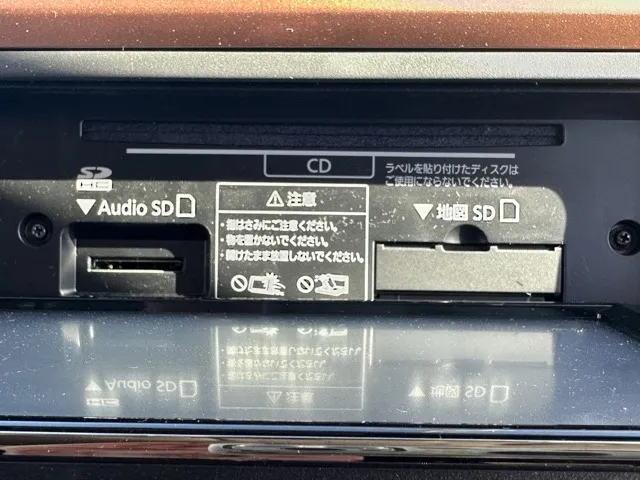 CD
ラベルを貼り付けたディスクは
ご使用にならないでください。
SD
HC
▼Audio SD
⚠注意
・指はさみにご注意ください。
・物を置かないでください。
・開けたまま放置しないでください。
▼地図 SD